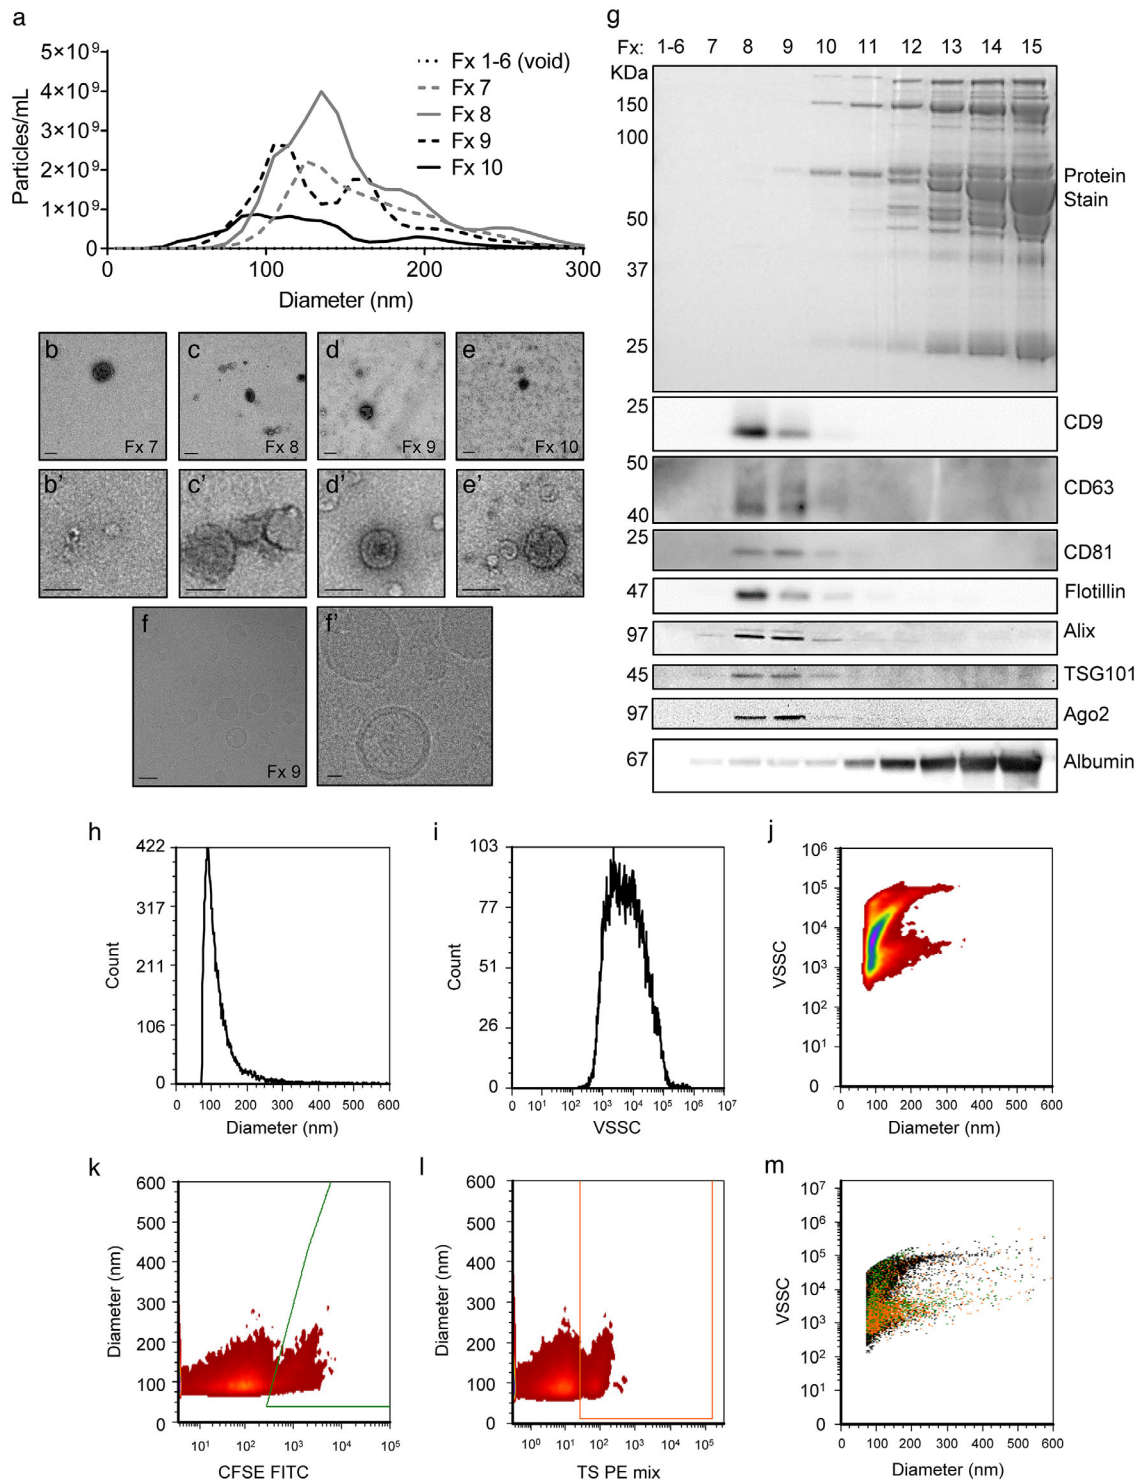 a
5×10⁹
4×10⁹
3×10⁹
2×10⁹
1×10⁹
0
Particles/mL
0 100 200 300
Diameter (nm)
Fx 1-6 (void)
Fx 7
Fx 8
Fx 9
Fx 10
b
Fx 7
c
Fx 8
d
Fx 9
e
Fx 10
b'
c'
d'
e'
f
Fx 9
f'
g
Fx: 1-6 7 8 9 10 11 12 13 14 15
KDa
150
100
50
37
25
Protein
Stain
25
CD9
50
40
CD63
25
CD81
47
Flotillin
97
Alix
45
TSG101
97
Ago2
67
Albumin
h
422
317
211
106
0
Count
0 100 200 300 400 500 600
Diameter (nm)
i
103
77
51
26
0
Count
0 10¹ 10² 10³ 10⁴ 10⁵ 10⁶ 10⁷
VSSC
j
10⁶
10⁵
10⁴
10³
10²
10¹
0
VSSC
0 100 200 300 400 500 600
Diameter (nm)
k
600
500
400
300
200
100
0
Diameter (nm)
10¹ 10² 10³ 10⁴ 10⁵
CFSE FITC
l
600
500
400
300
200
100
0
Diameter (nm)
10⁰ 10¹ 10² 10³ 10⁴ 10⁵
TS PE mix
m
10⁷
10⁶
10⁵
10⁴
10³
10²
10¹
0
VSSC
0 100 200 300 400 500 600
Diameter (nm)